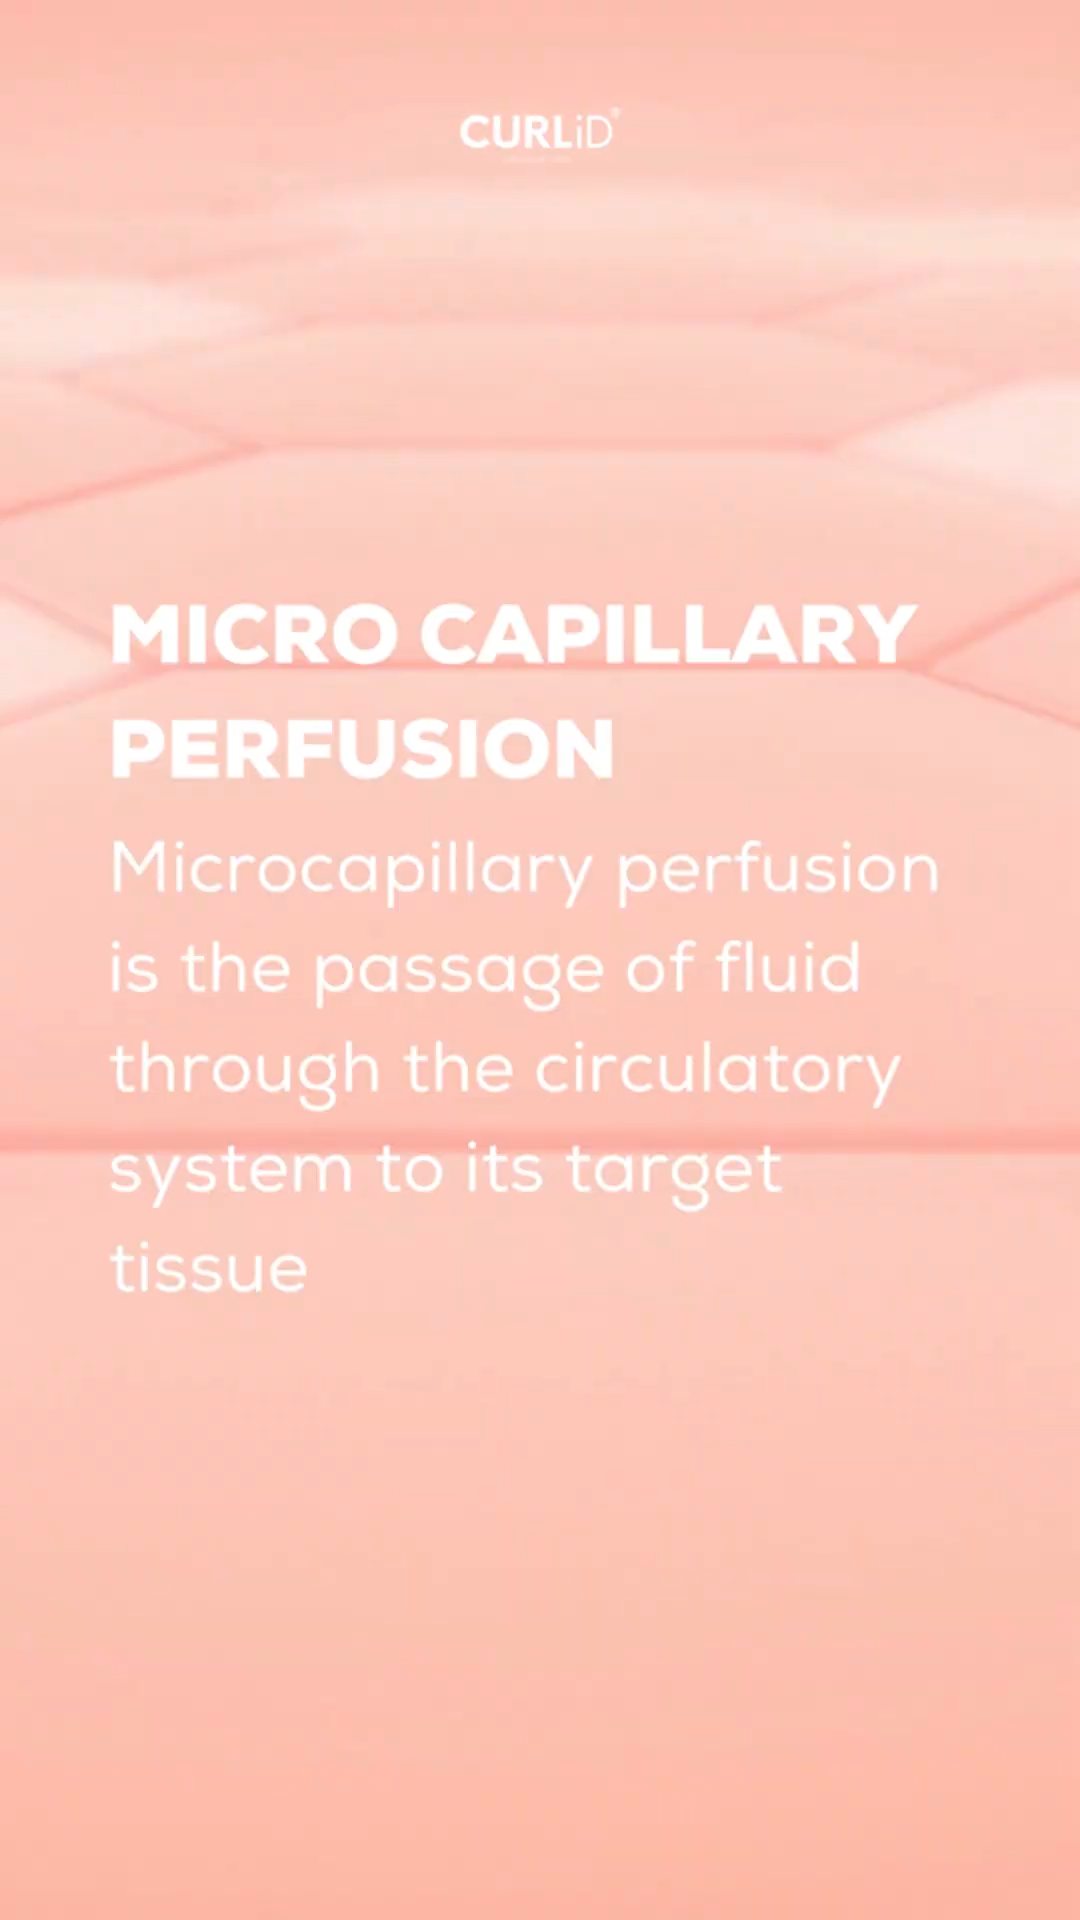 CURLiD®
MICRO CAPILLARY
PERFUSION
Microcapillary perfusion
is the passage of fluid
through the circulatory
system to its target
tissue